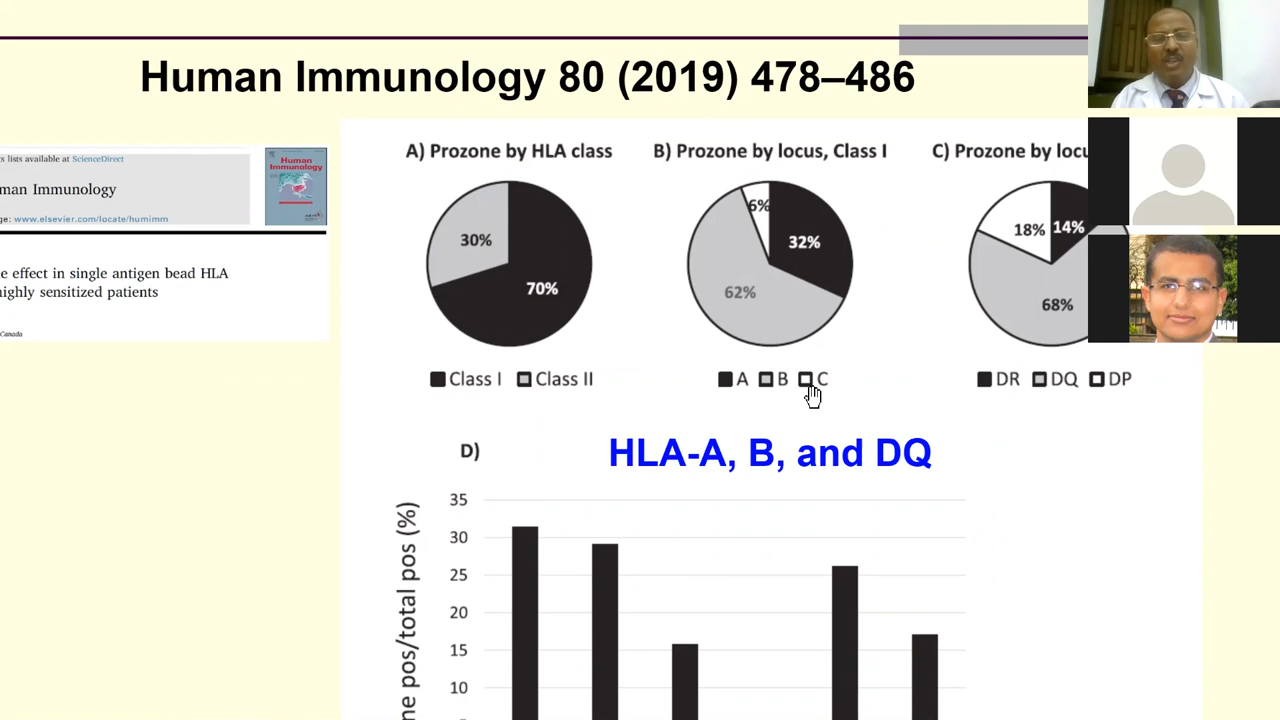 Human Immunology 80 (2019) 478–486
s lists available at ScienceDirect
man Immunology
ge: www.elsevier.com/locate/humimm
Human
Immunology
e effect in single antigen bead HLA
ighly sensitized patients
Canada
A) Prozone by HLA class
30%
70%
Class I Class II
B) Prozone by locus, Class I
6%
32%
62%
A B C
C) Prozone by locu
18% 14%
68%
DR DQ DP
D)
HLA-A, B, and DQ
ne pos/total pos (%)
35
30
25
20
15
10